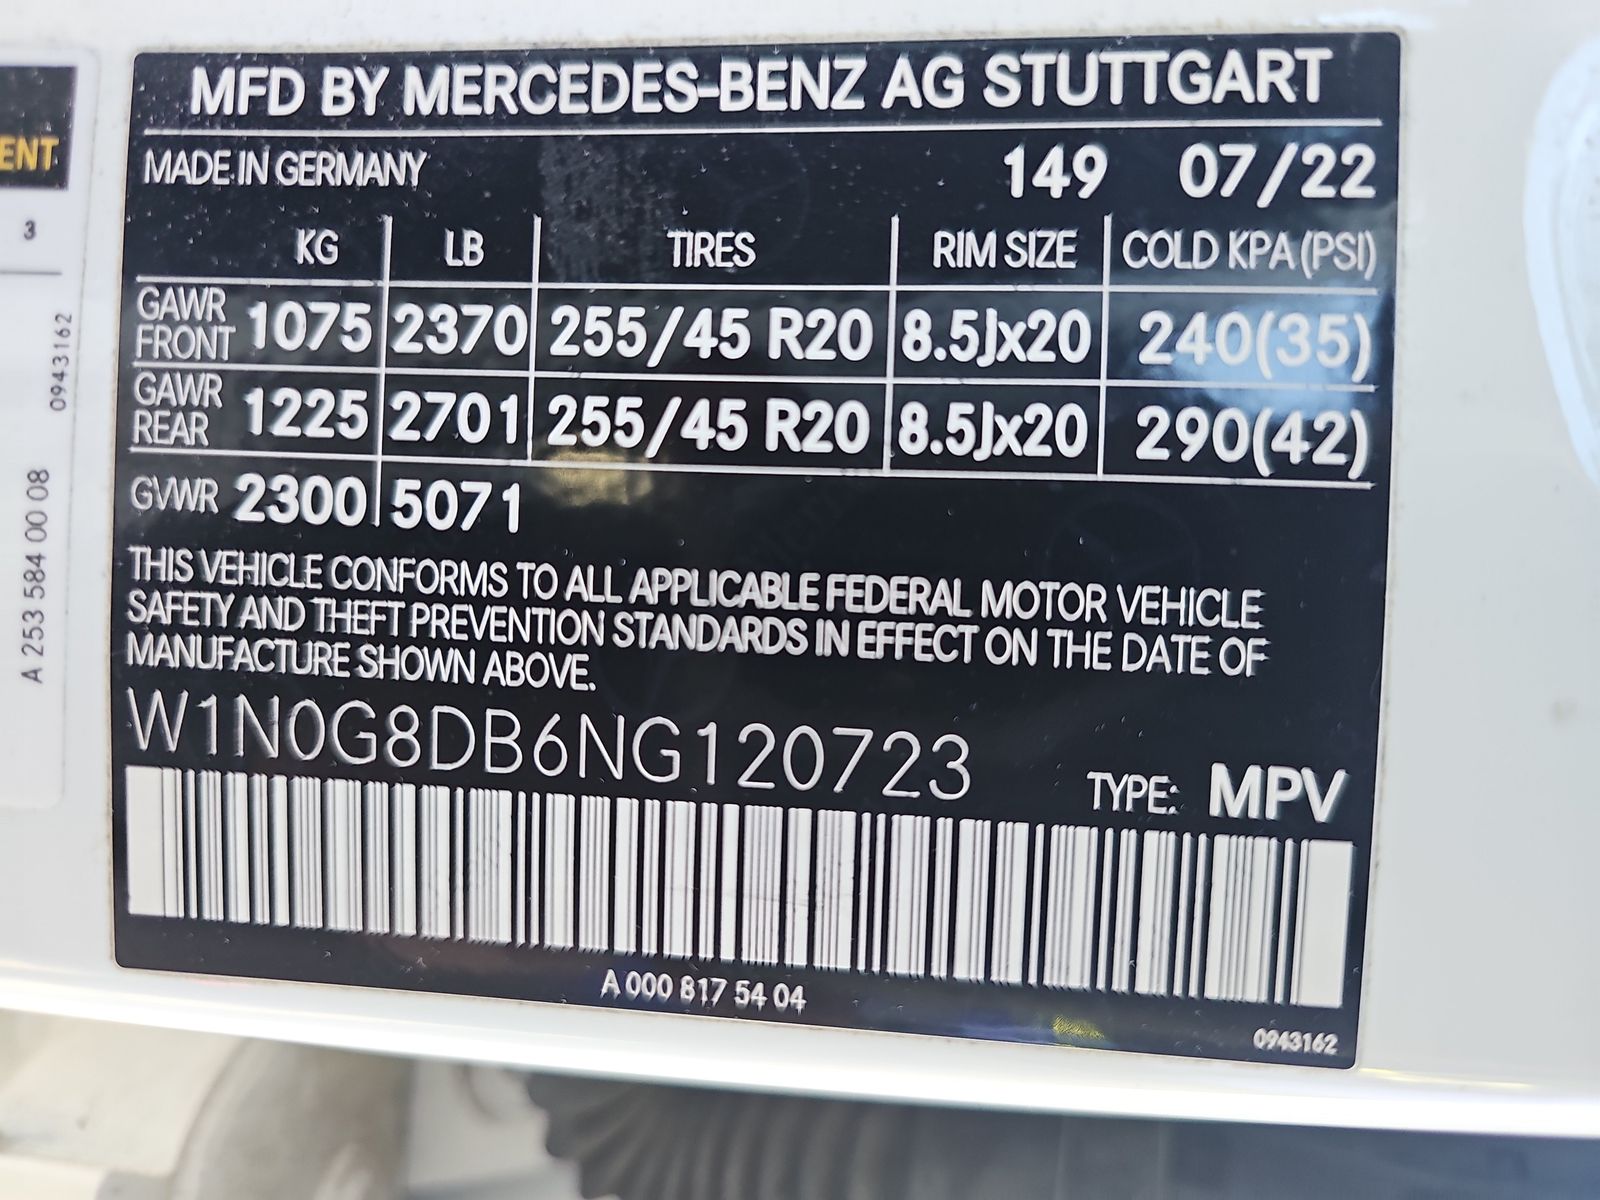 MFD BY MERCEDES-BENZ AG STUTTGART
MADE IN GERMANY 149 07/22
KG LB TIRES RIM SIZE COLD KPA (PSI)
GAWR FRONT 1075 2370 255/45 R20 8.5Jx20 240(35)
GAWR REAR 1225 2701 255/45 R20 8.5Jx20 290(42)
GVWR 2300 5071
THIS VEHICLE CONFORMS TO ALL APPLICABLE FEDERAL MOTOR VEHICLE
SAFETY AND THEFT PREVENTION STANDARDS IN EFFECT ON THE DATE OF
MANUFACTURE SHOWN ABOVE.
W1N0G8DB6NG120723
TYPE: MPV
A 000 817 54 04
0943162
ENT
3
0943162
A 253 584 00 08